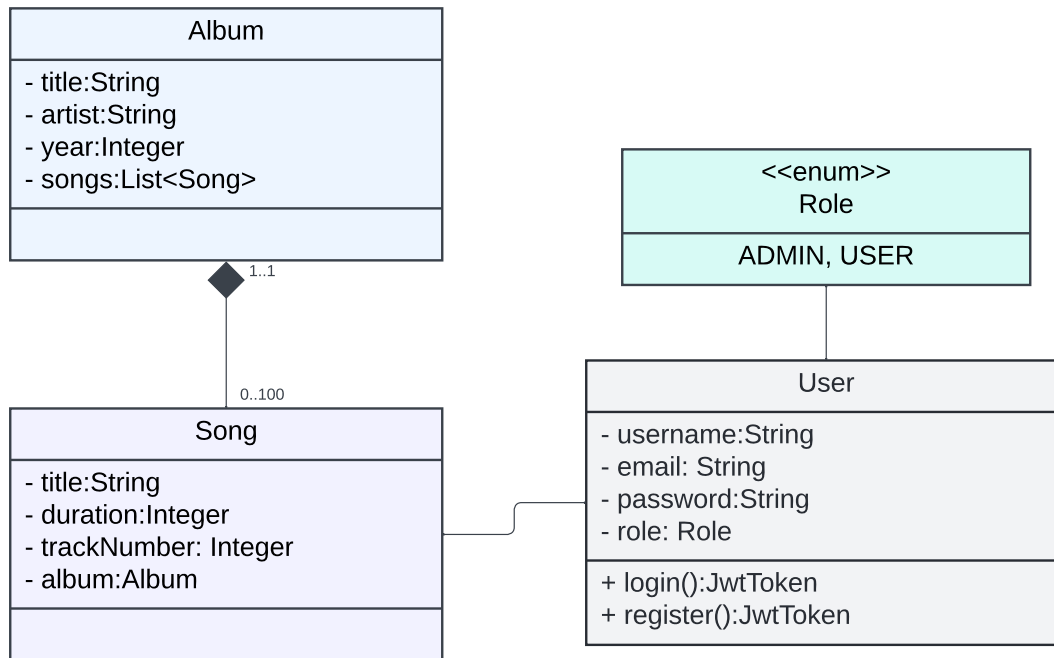 Album
- title:String
- artist:String
- year:Integer
- songs:List<Song>
1..1
0..100
Song
- title:String
- duration:Integer
- trackNumber: Integer
- album:Album
<<enum>>
Role
ADMIN, USER
User
- username:String
- email: String
- password:String
- role: Role
+ login():JwtToken
+ register():JwtToken